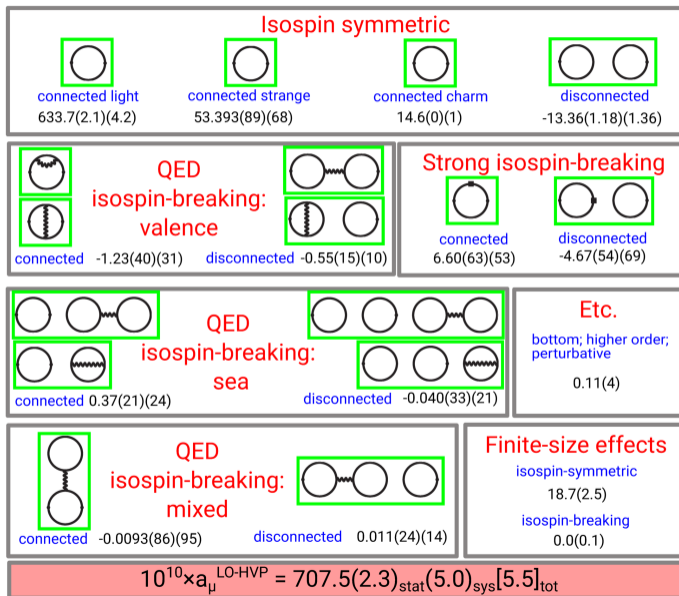 Isospin symmetric
connected light
633.7(2.1)(4.2)
connected strange
53.393(89)(68)
connected charm
14.6(0)(1)
disconnected
-13.36(1.18)(1.36)
QED
isospin-breaking:
valence
connected -1.23(40)(31)
disconnected -0.55(15)(10)
Strong isospin-breaking
connected
6.60(63)(53)
disconnected
-4.67(54)(69)
QED
isospin-breaking:
sea
connected 0.37(21)(24)
disconnected -0.040(33)(21)
Etc.
bottom; higher order;
perturbative
0.11(4)
QED
isospin-breaking:
mixed
connected -0.0093(86)(95)
disconnected 0.011(24)(14)
Finite-size effects
isospin-symmetric
18.7(2.5)
isospin-breaking
0.0(0.1)
10¹⁰×aμ^LO-HVP = 707.5(2.3)stat(5.0)sys[5.5]tot